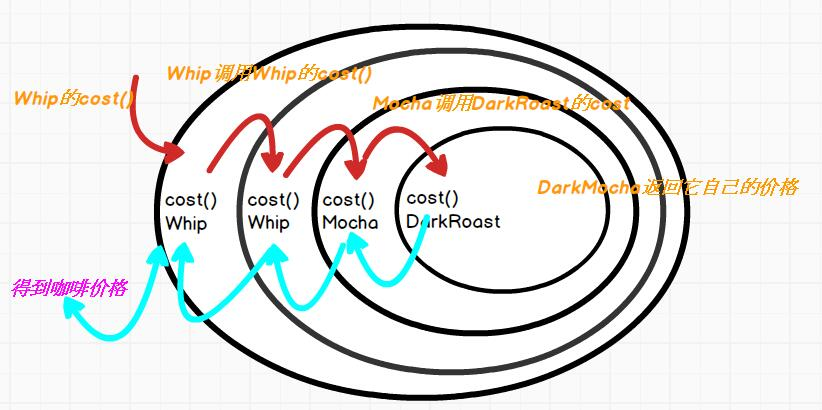 Whip调用Whip的cost()
Whip的cost()
Mocha调用DarkRoast的cost
DarkMocha返回它自己的价格
cost()
Whip
cost()
Whip
cost()
Mocha
cost()
DarkRoast
得到咖啡价格